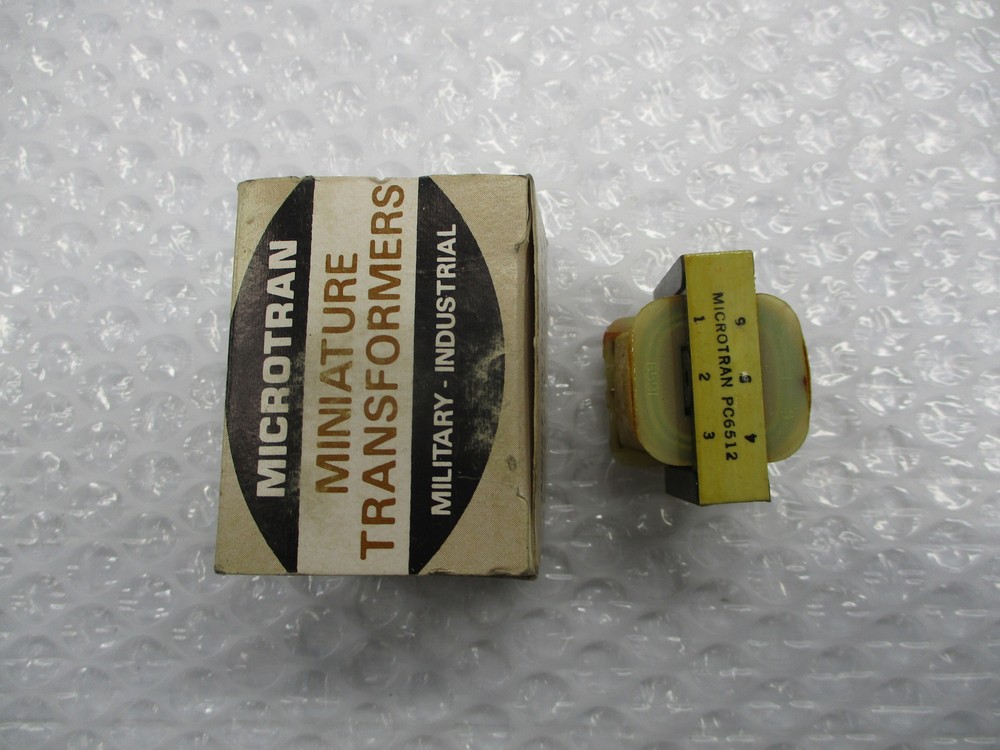 MICROTRAN
MINIATURE
TRANSFORMERS
MILITARY - INDUSTRIAL
6 5 4
MICROTRAN PC6512
1 2 3